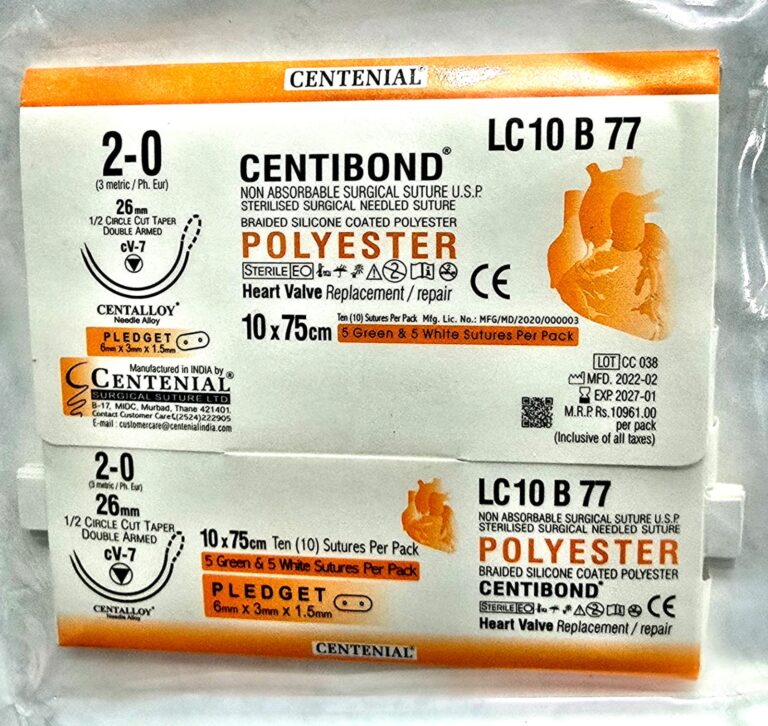 CENTENIAL®
2-0
(3 metric / Ph. Eur)
26mm
1/2 CIRCLE CUT TAPER
DOUBLE ARMED
cV-7
CENTALLOY®
Needle Alloy
PLEDGET
6mm x 3mm x 1.5mm
Manufactured in INDIA by
CENTENIAL®
SURGICAL SUTURE LTD.
B-17, MIDC, Murbad, Thane 421401.
Contact Customer Care:(2524)222905
E-mail : customercare@centenialindia.com
LC10 B 77
CENTIBOND®
NON ABSORBABLE SURGICAL SUTURE U.S.P.
STERILISED SURGICAL NEEDLED SUTURE
BRAIDED SILICONE COATED POLYESTER
POLYESTER
STERILE EO CE
Heart Valve Replacement / repair
10 x 75cm Ten (10) Sutures Per Pack Mfg. Lic. No.: MFG/MD/2020/000003
5 Green & 5 White Sutures Per Pack
LOT CC 038
MFD. 2022-02
EXP. 2027-01
M.R.P. Rs.10961.00
per pack
(Inclusive of all taxes)
2-0
(3 metric / Ph. Eur)
26mm
1/2 CIRCLE CUT TAPER
DOUBLE ARMED
cV-7
CENTALLOY®
Needle Alloy
10 x 75cm Ten (10) Sutures Per Pack
5 Green & 5 White Sutures Per Pack
PLEDGET
6mm x 3mm x 1.5mm
LC10 B 77
NON ABSORBABLE SURGICAL SUTURE U.S.P.
STERILISED SURGICAL NEEDLED SUTURE
POLYESTER
BRAIDED SILICONE COATED POLYESTER
CENTIBOND®
STERILE EO CE
Heart Valve Replacement / repair
CENTENIAL®